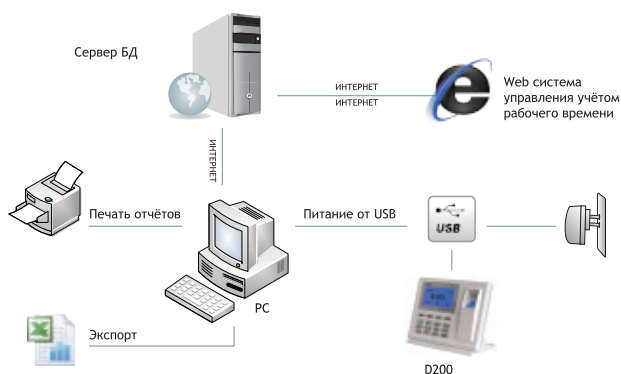 Сервер БД
ИНТЕРНЕТ
ИНТЕРНЕТ
Web система
управления учётом
рабочего времени
ИНТЕРНЕТ
Печать отчётов
Питание от USB
USB
PC
Экспорт
D200